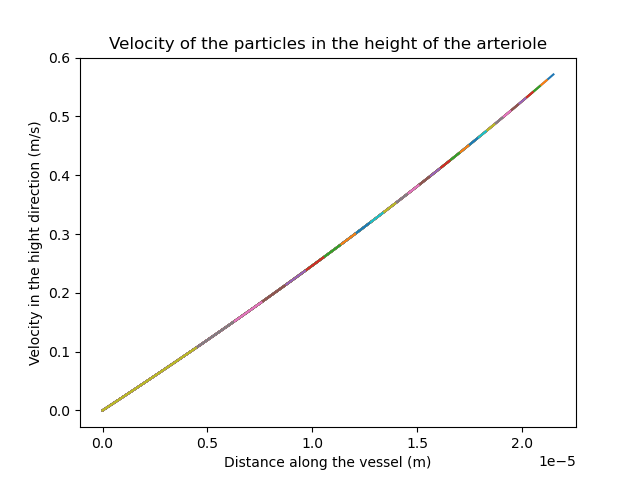 Velocity of the particles in the height of the arteriole
Velocity in the hight direction (m/s)
0.6
0.5
0.4
0.3
0.2
0.1
0.0
0.0 0.5 1.0 1.5 2.0
1e−5
Distance along the vessel (m)